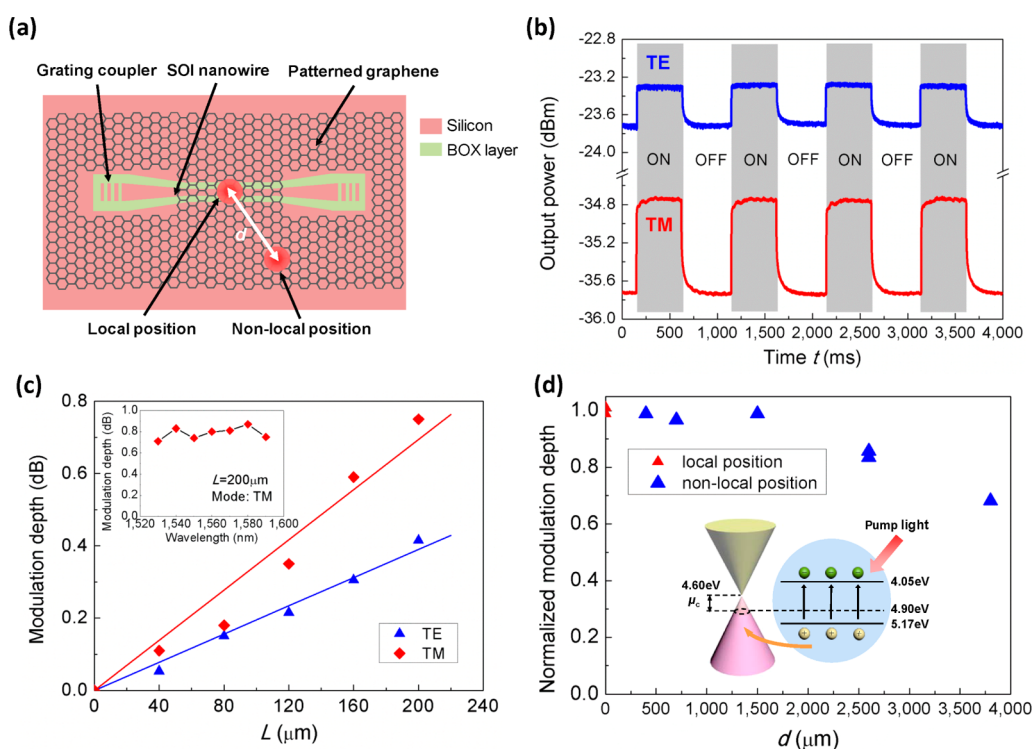 (a)
Grating coupler
SOI nanowire
Patterned graphene
Silicon
BOX layer
d
Local position
Non-local position
(b)
Output power (dBm)
-22.8
-23.2
-23.6
-24.0
-34.8
-35.2
-35.6
-36.0
TE
ON OFF ON OFF ON OFF ON
TM
0 500 1,000 1,500 2,000 2,500 3,000 3,500 4,000
Time t (ms)
(c)
Modulation depth (dB)
0.8
0.6
0.4
0.2
0.0
Modulation depth (dB)
1.0
0.8
0.6
0.4
0.2
0.0
L=200μm
Mode: TM
1,520 1,540 1,560 1,580 1,600
Wavelength (nm)
TE
TM
0 40 80 120 160 200 240
L (μm)
(d)
Normalized modulation depth
1.0
0.8
0.6
0.4
0.2
0.0
local position
non-local position
Pump light
4.60eV
μc
4.05eV
4.90eV
5.17eV
0 500 1,000 1,500 2,000 2,500 3,000 3,500 4,000
d (μm)